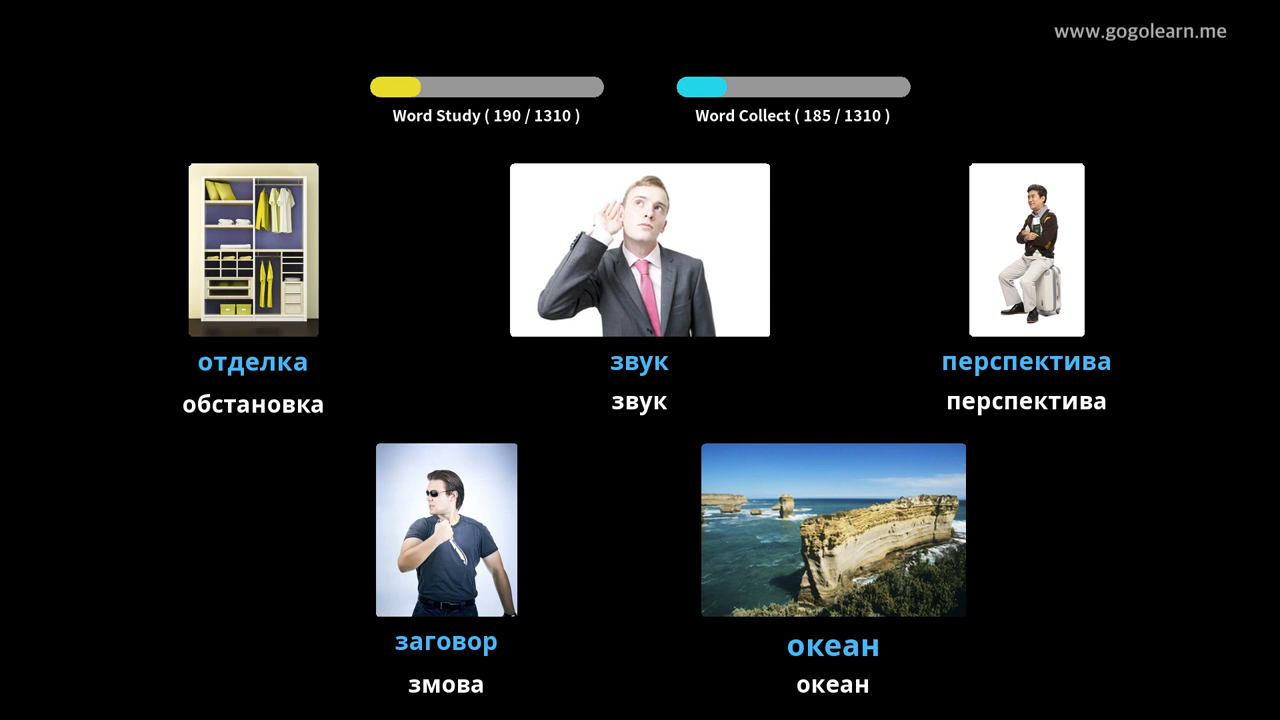 www.gogolearn.me
Word Study ( 190 / 1310 )
Word Collect ( 185 / 1310 )
отделка
звук
перспектива
обстановка
звук
перспектива
заговор
океан
змова
океан